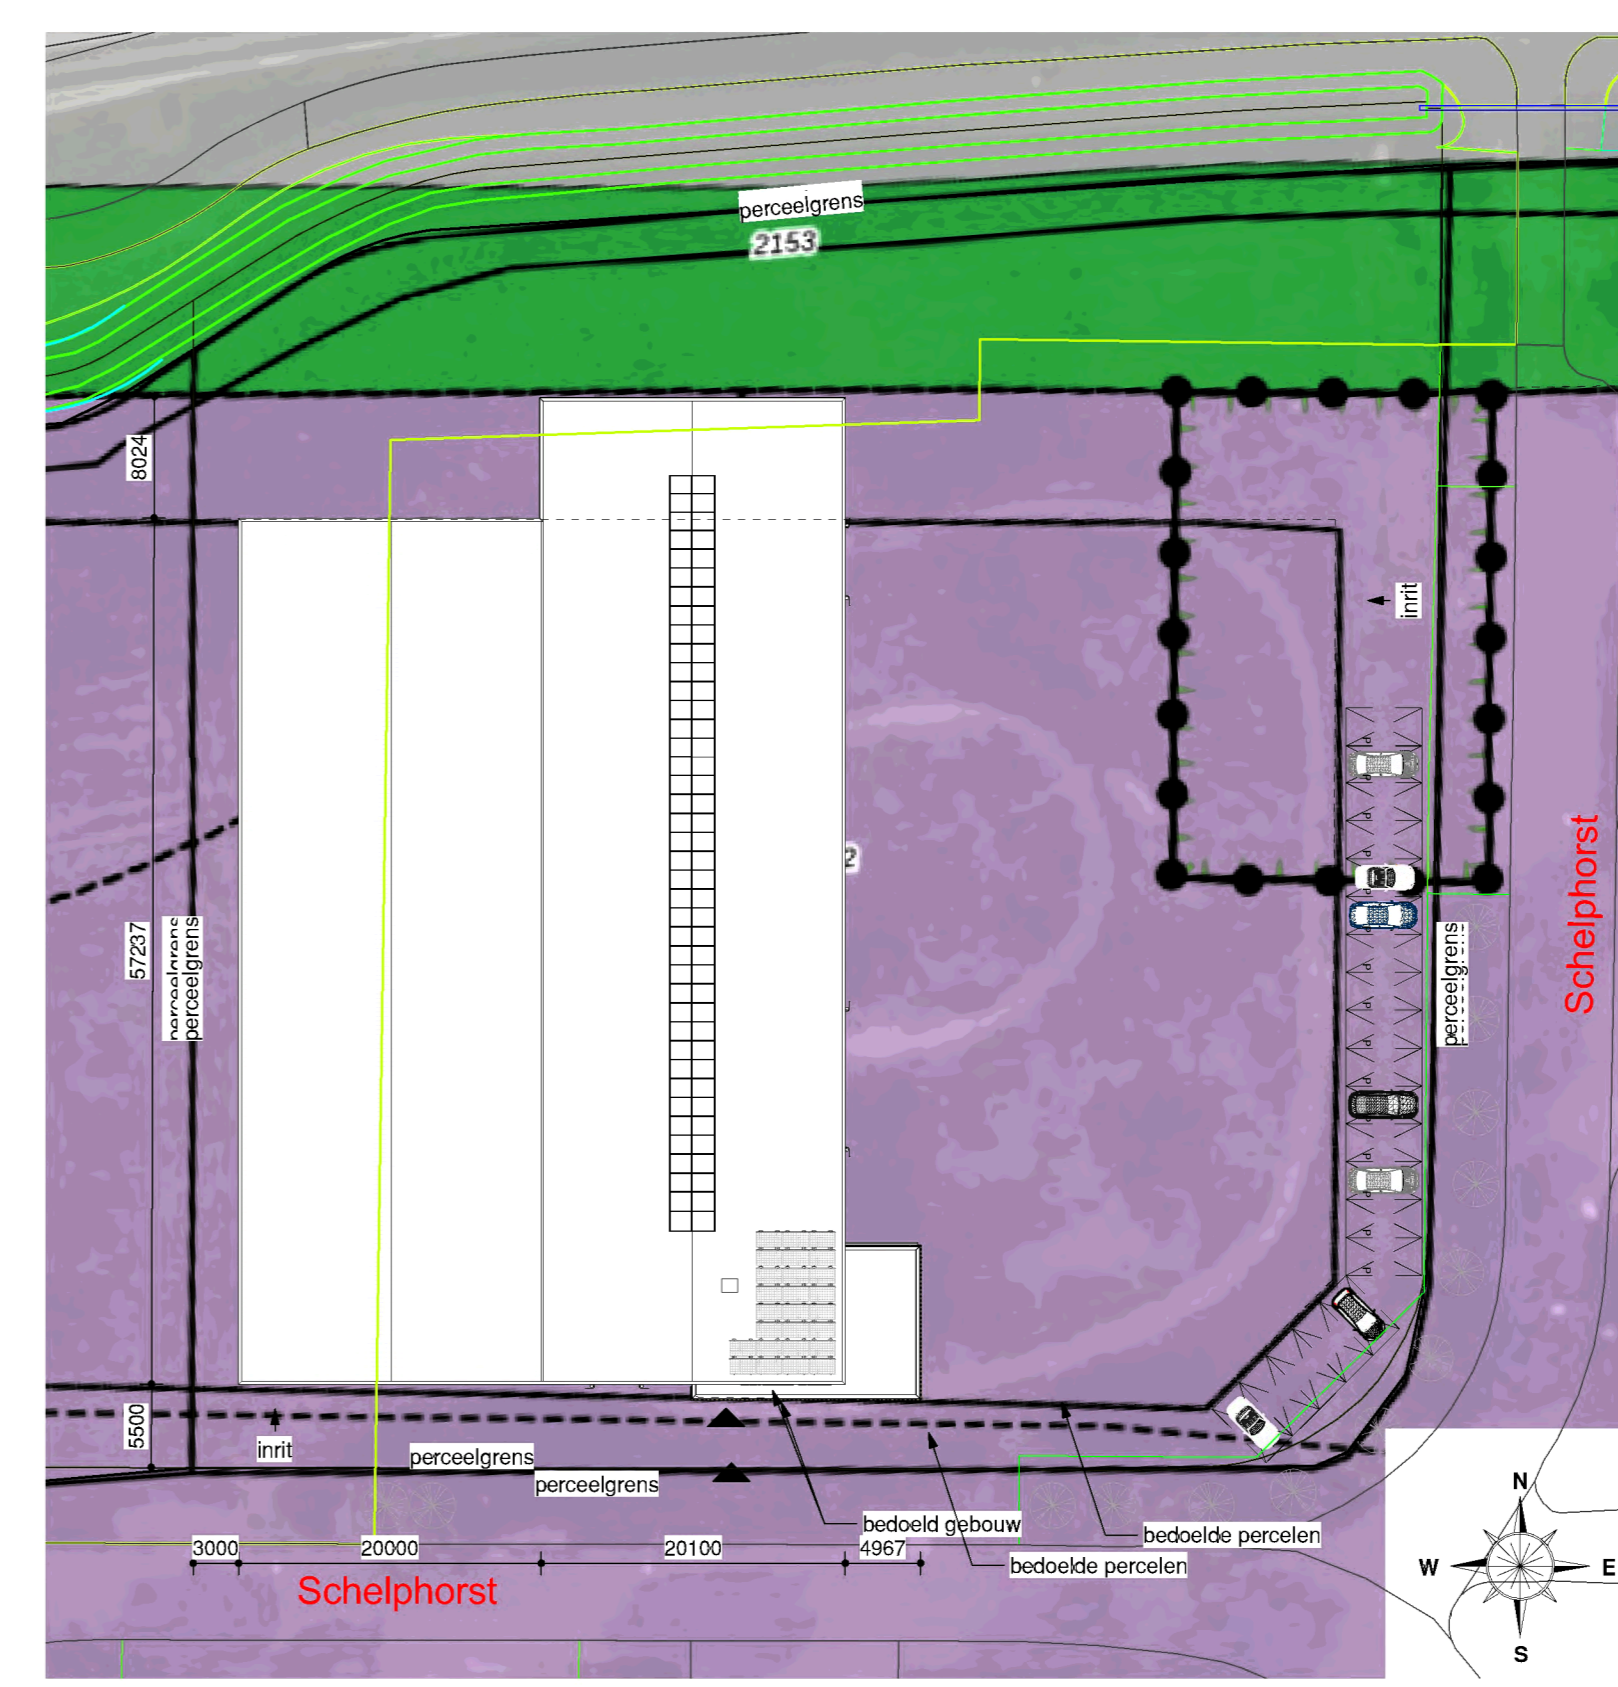 perceelgrens
2153
8024
inrit
2
57237
perceelgrens
perceelgrens
perceelgrens
Schelphorst
P
P
P
P
P
P
P
P
P
P
P
P
P
5500
inrit
perceelgrens
perceelgrens
bedoeld gebouw
bedoelde percelen
bedoelde percelen
3000
20000
20100
4967
Schelphorst
N
W
E
S